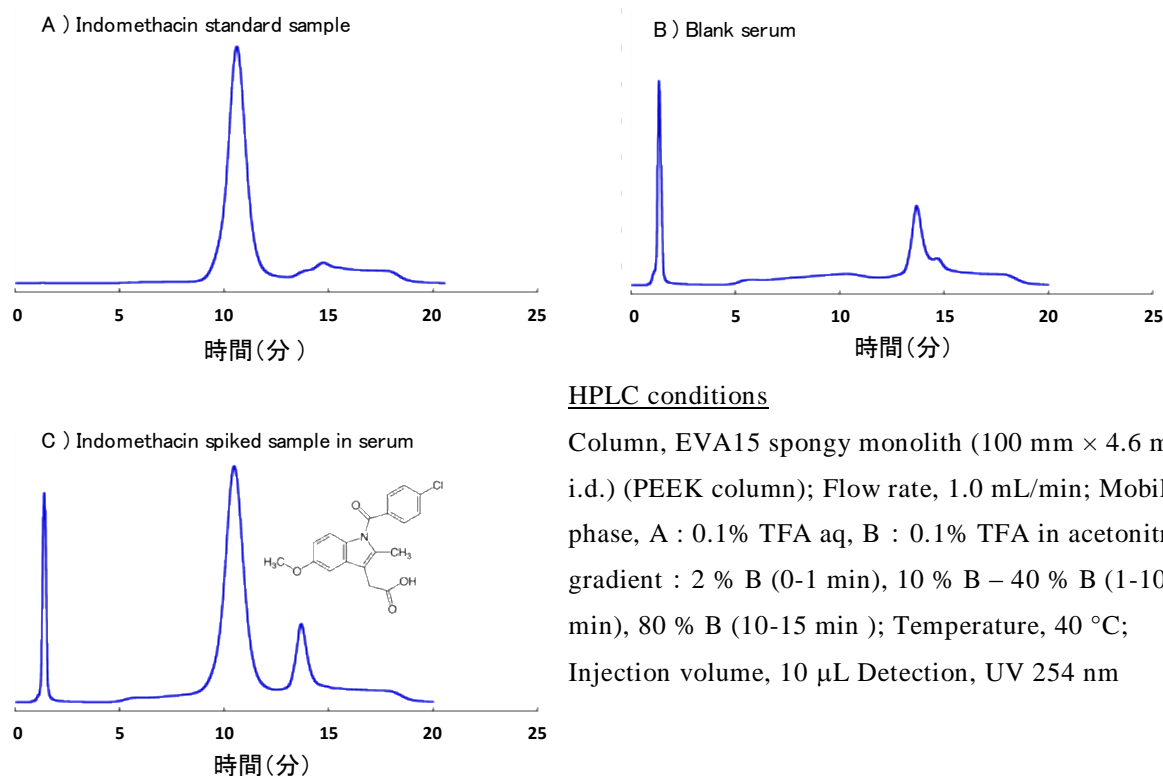 A ) Indomethacin standard sample
0 5 10 15 20 25
時間(分 )
B ) Blank serum
0 5 10 15 20 25
時間(分)
C ) Indomethacin spiked sample in serum
Cl
O
N
CH₃
H₃C
O
OH
O
0 5 10 15 20 25
時間(分)
HPLC conditions
Column, EVA15 spongy monolith (100 mm × 4.6 m
i.d.) (PEEK column); Flow rate, 1.0 mL/min; Mobil
phase, A : 0.1% TFA aq, B : 0.1% TFA in acetonitr
gradient : 2 % B (0-1 min), 10 % B – 40 % B (1-10
min), 80 % B (10-15 min ); Temperature, 40 °C;
Injection volume, 10 μL Detection, UV 254 nm